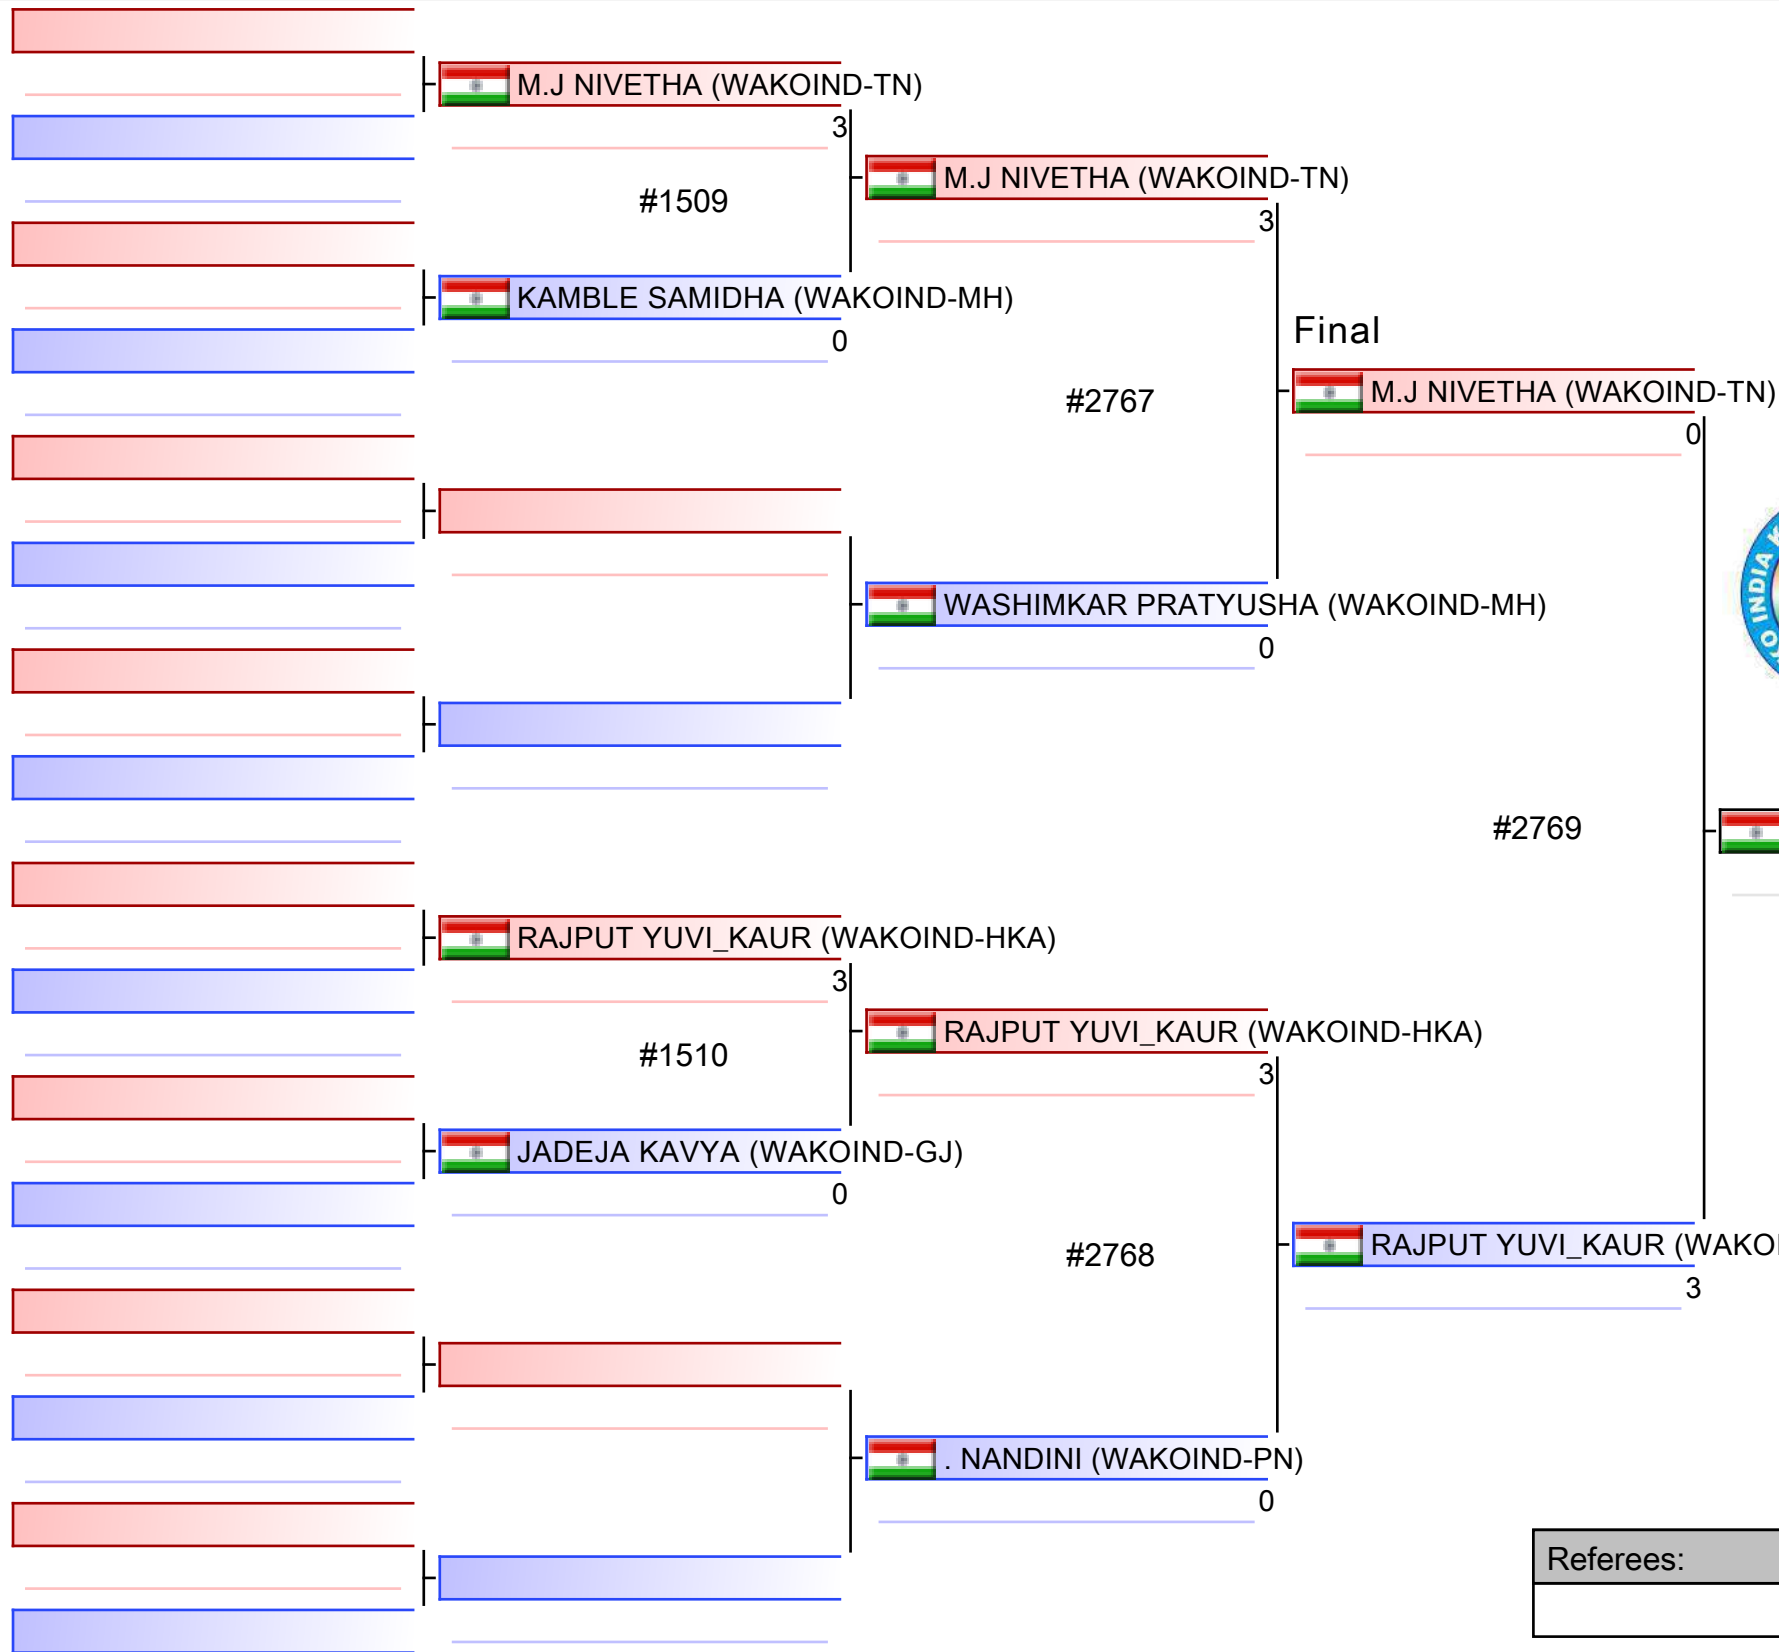 M.J NIVETHA (WAKOIND-TN)
3
#1509
KAMBLE SAMIDHA (WAKOIND-MH)
0
M.J NIVETHA (WAKOIND-TN)
3
#2767
WASHIMKAR PRATYUSHA (WAKOIND-MH)
0
Final
M.J NIVETHA (WAKOIND-TN)
0
O INDIA K
#2769
RAJPUT YUVI_KAUR (WAKOIND-HKA)
3
#1510
JADEJA KAVYA (WAKOIND-GJ)
0
RAJPUT YUVI_KAUR (WAKOIND-HKA)
3
#2768
. NANDINI (WAKOIND-PN)
0
RAJPUT YUVI_KAUR (WAKO
3
Referees: